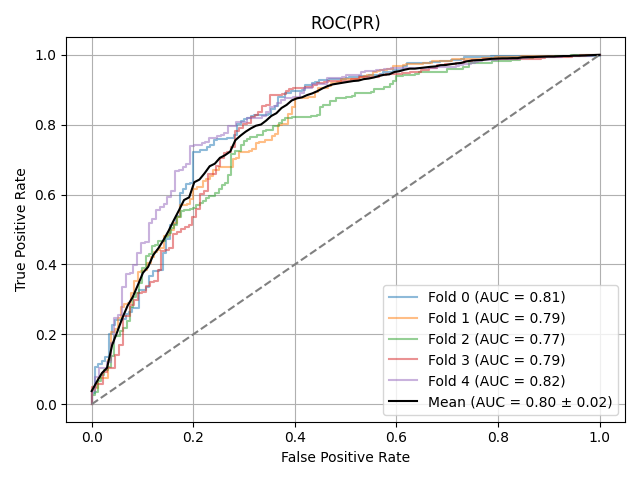 ROC(PR)
True Positive Rate
1.0
0.8
0.6
0.4
0.2
0.0
Fold 0 (AUC = 0.81)
Fold 1 (AUC = 0.79)
Fold 2 (AUC = 0.77)
Fold 3 (AUC = 0.79)
Fold 4 (AUC = 0.82)
Mean (AUC = 0.80 ± 0.02)
0.0 0.2 0.4 0.6 0.8 1.0
False Positive Rate